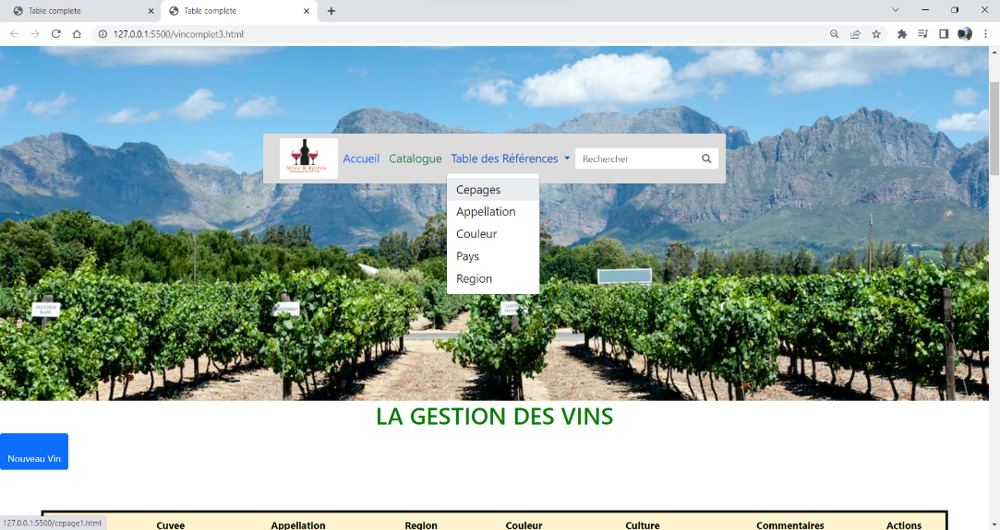 Table complete
Table complete
127.0.0.1:5500/vincomplet3.html
Accueil Catalogue Table des Références Rechercher
Cepages
Appellation
Couleur
Pays
Region
LA GESTION DES VINS
Nouveau Vin
Cuvee Appellation Region Couleur Culture Commentaires Actions
127.0.0.1:5500/cepage1.html